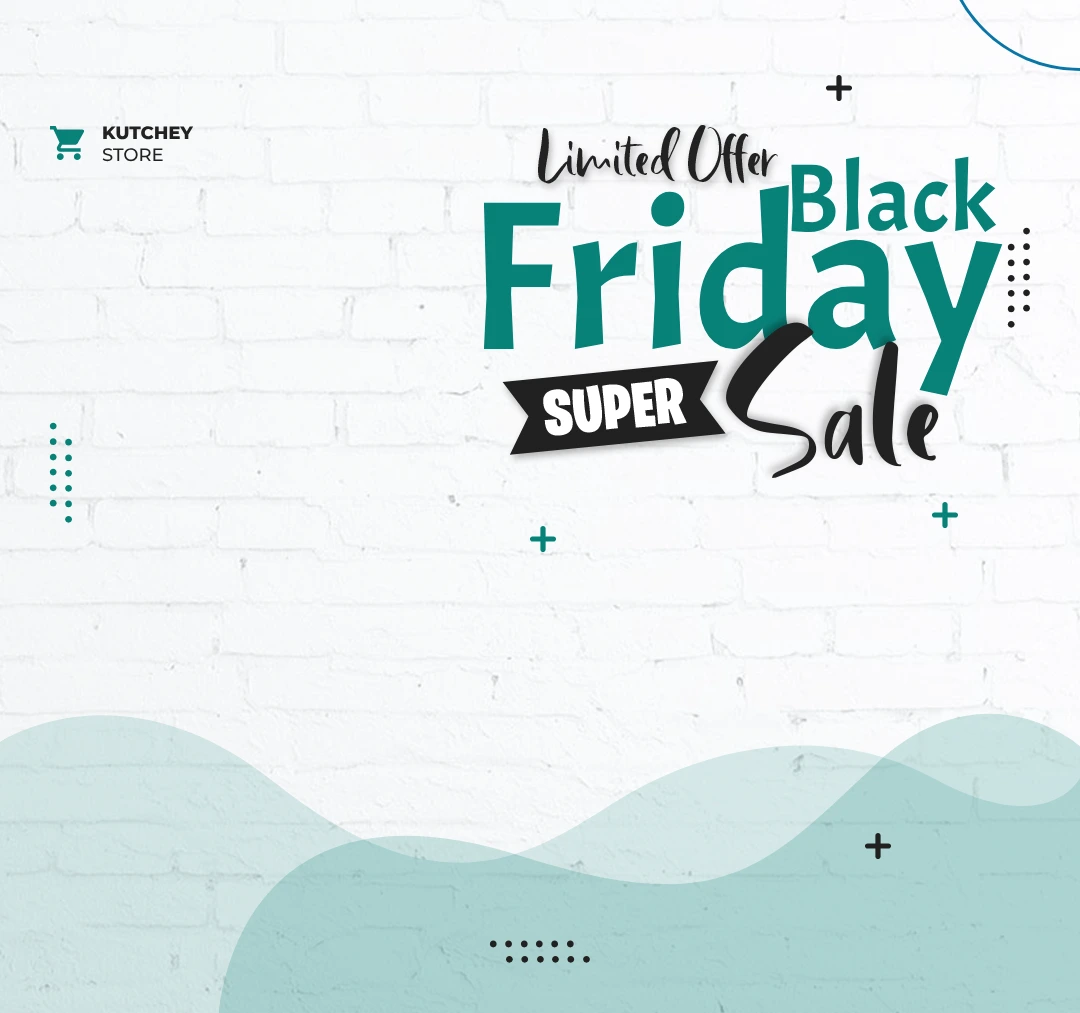 KUTCHEY
STORE
Limited Offer
Black
Friday
SUPER
Sale